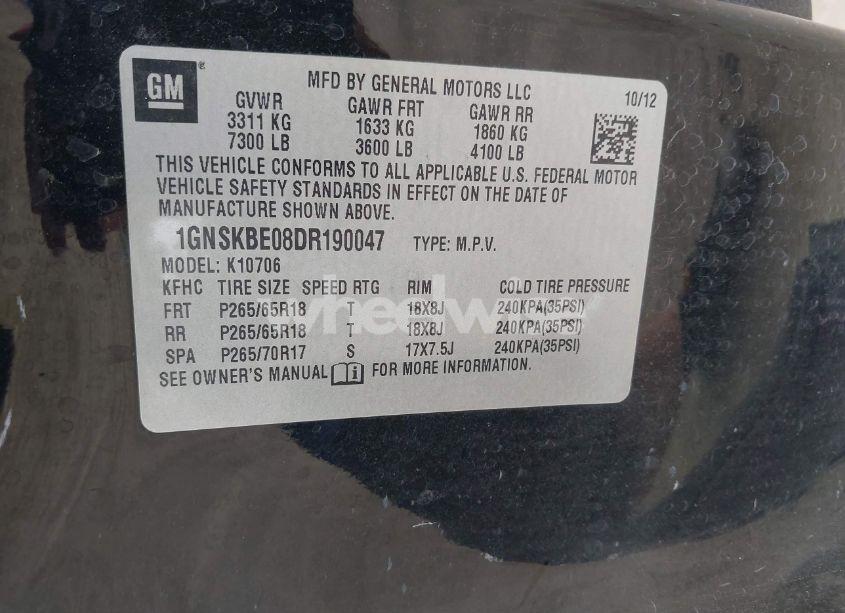 GM
MFD BY GENERAL MOTORS LLC
10/12
GVWR GAWR FRT GAWR RR
3311 KG 1633 KG 1860 KG
7300 LB 3600 LB 4100 LB
THIS VEHICLE CONFORMS TO ALL APPLICABLE U.S. FEDERAL MOTOR
VEHICLE SAFETY STANDARDS IN EFFECT ON THE DATE OF
MANUFACTURE SHOWN ABOVE.
1GNSKBE08DR190047 TYPE: M.P.V.
MODEL: K10706
KFHC TIRE SIZE SPEED RTG RIM COLD TIRE PRESSURE
FRT P265/65R18 T 18X8J 240KPA(35PSI)
RR P265/65R18 T 18X8J 240KPA(35PSI)
SPA P265/70R17 S 17X7.5J 240KPA(35PSI)
SEE OWNER'S MANUAL FOR MORE INFORMATION.